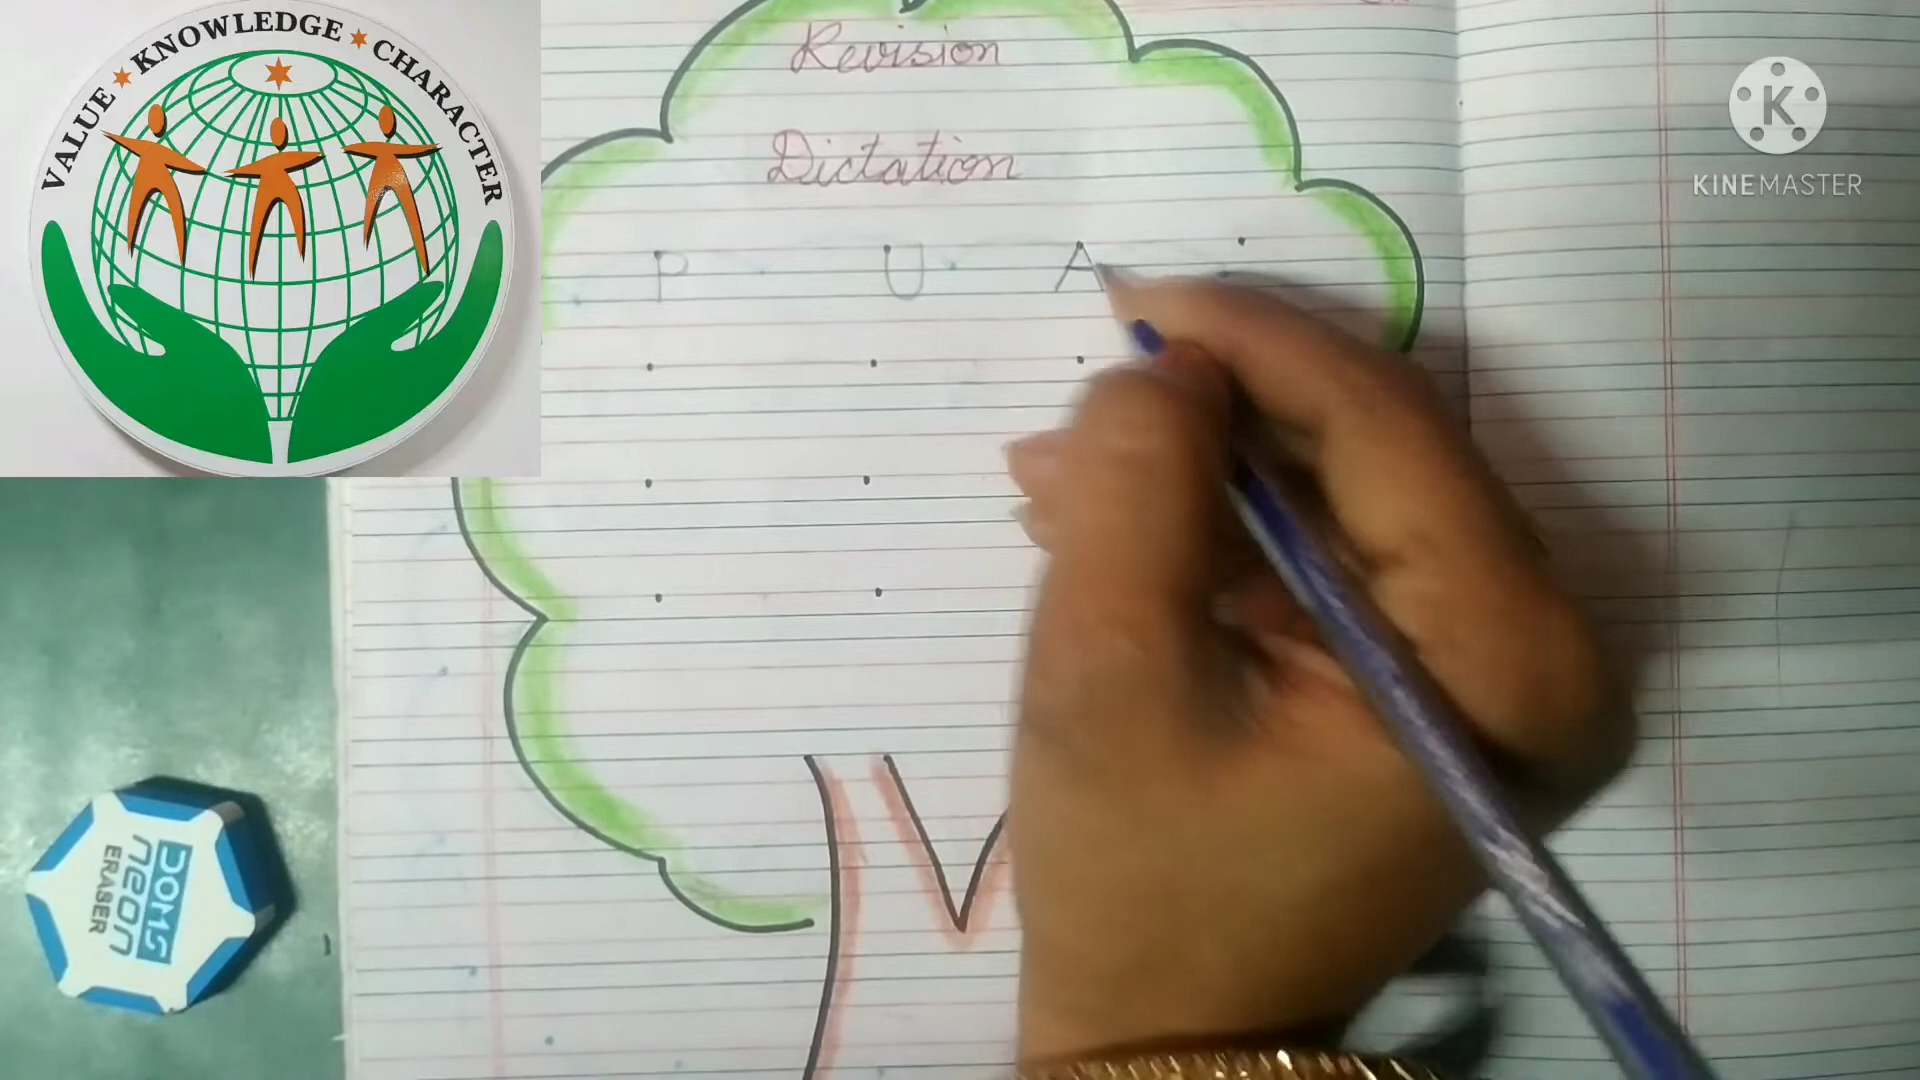 VALUE ★ KNOWLEDGE ★ CHARACTER
Revision
Dictation
P U A
K
KINEMASTER
DOMS
neon
ERASER